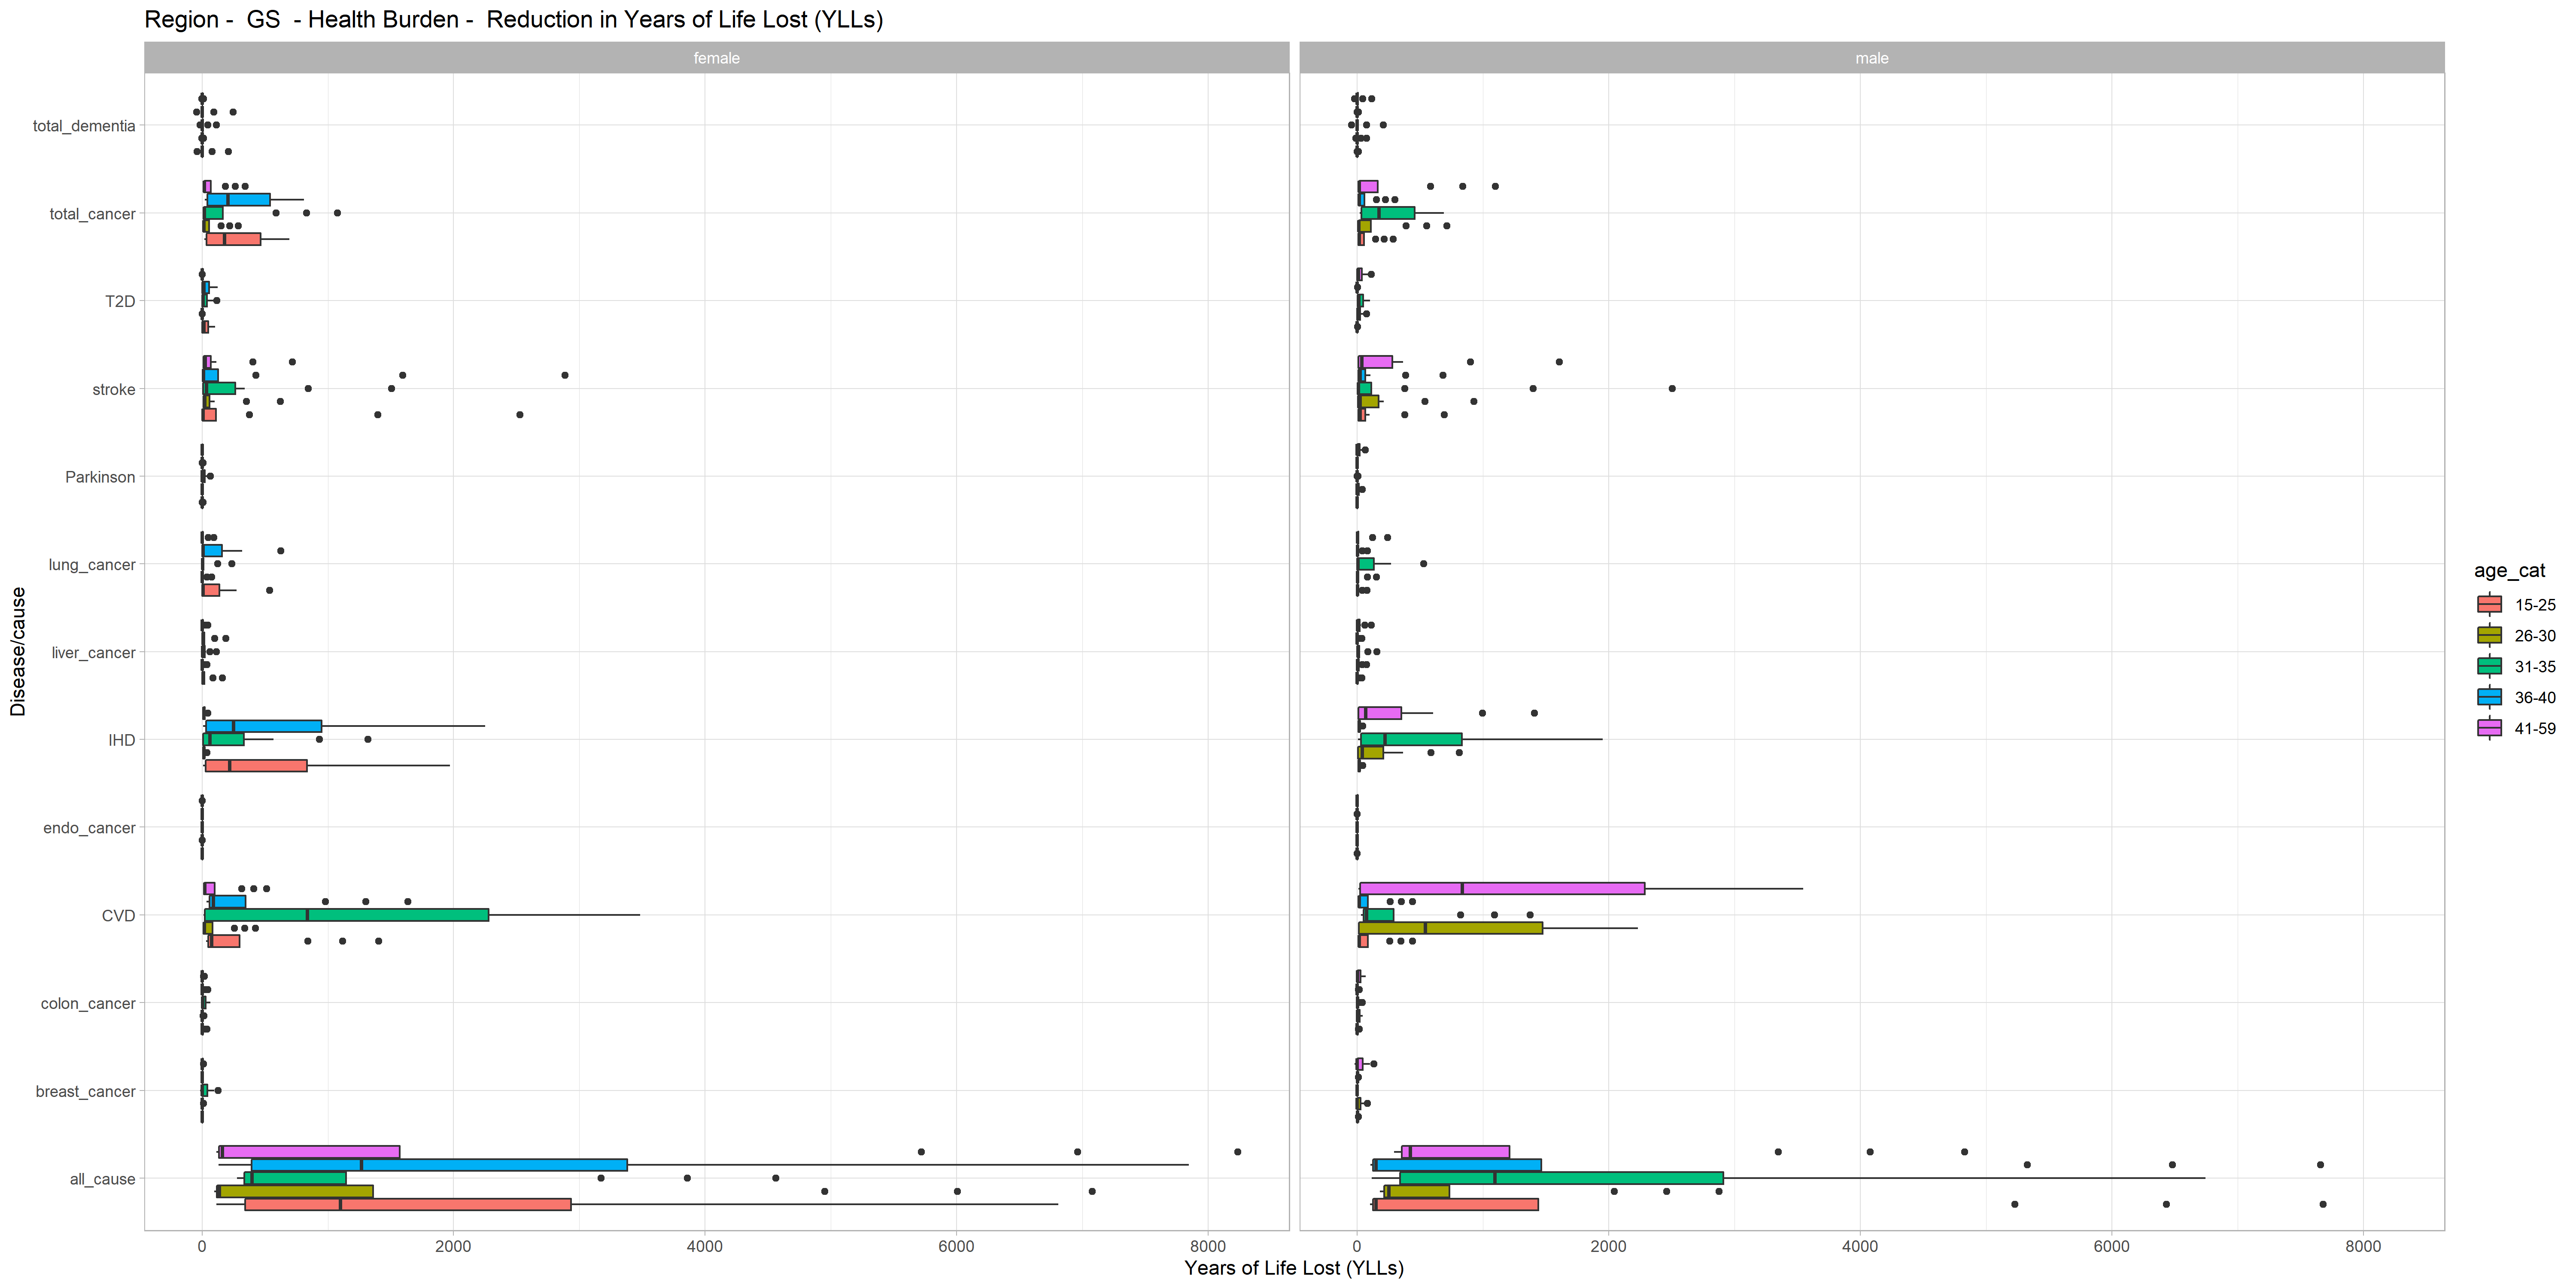 Region -  GS  - Health Burden -  Reduction in Years of Life Lost (YLLs)
female
male
total_dementia
total_cancer
T2D
stroke
Parkinson
lung_cancer
liver_cancer
IHD
endo_cancer
CVD
colon_cancer
breast_cancer
all_cause
Disease/cause
0 2000 4000 6000 8000
0 2000 4000 6000 8000
Years of Life Lost (YLLs)
age_cat
15-25
26-30
31-35
36-40
41-59